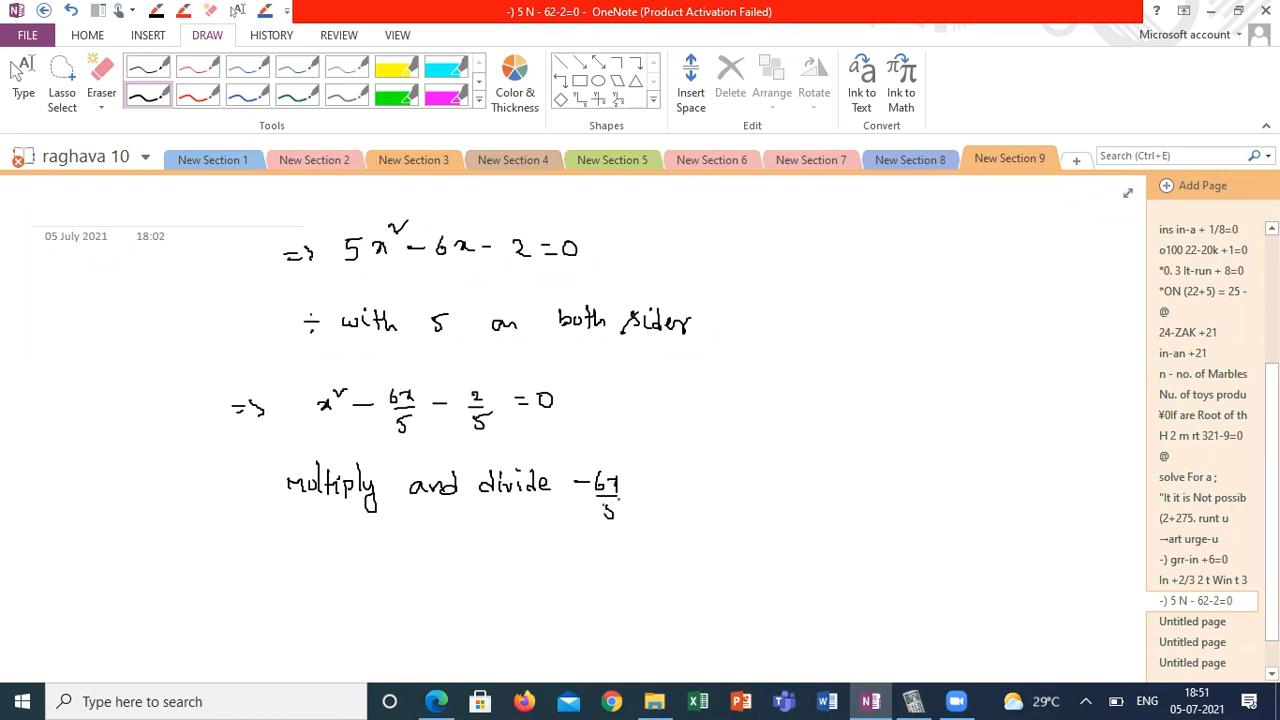 -) 5 N - 62-2=0 - OneNote (Product Activation Failed)
FILE HOME INSERT DRAW HISTORY REVIEW VIEW
Microsoft account
Type Lasso Select Eraser Color & Thickness Insert Space Delete Arrange Rotate Ink to Text Ink to Math
Tools Shapes Edit Convert
raghava 10 New Section 1 New Section 2 New Section 3 New Section 4 New Section 5 New Section 6 New Section 7 New Section 8 New Section 9 Search (Ctrl+E)
05 July 2021 18:02
=> 5x² - 6x - 2 = 0
÷ with 5 on both sides
=> x² - 6x/5 - 2/5 = 0
multiply and divide -6x/5
Add Page
ins in-a + 1/8=0
o100 22-20k +1=0
*0. 3 lt-run + 8=0
*ON (22+5) = 25 -
@
24-ZAK +21
in-an +21
n - no. of Marbles
Nu. of toys produ
¥0lf are Root of th
H 2 m rt 321-9=0
@
solve For a ;
"It it is Not possib
(2+275. runt u
→art urge-u
-) grr-in +6=0
In +2/3 2 t Win t 3
-) 5 N - 62-2=0
Untitled page
Untitled page
Untitled page
Type here to search
29°C ENG 18:51
05-07-2021